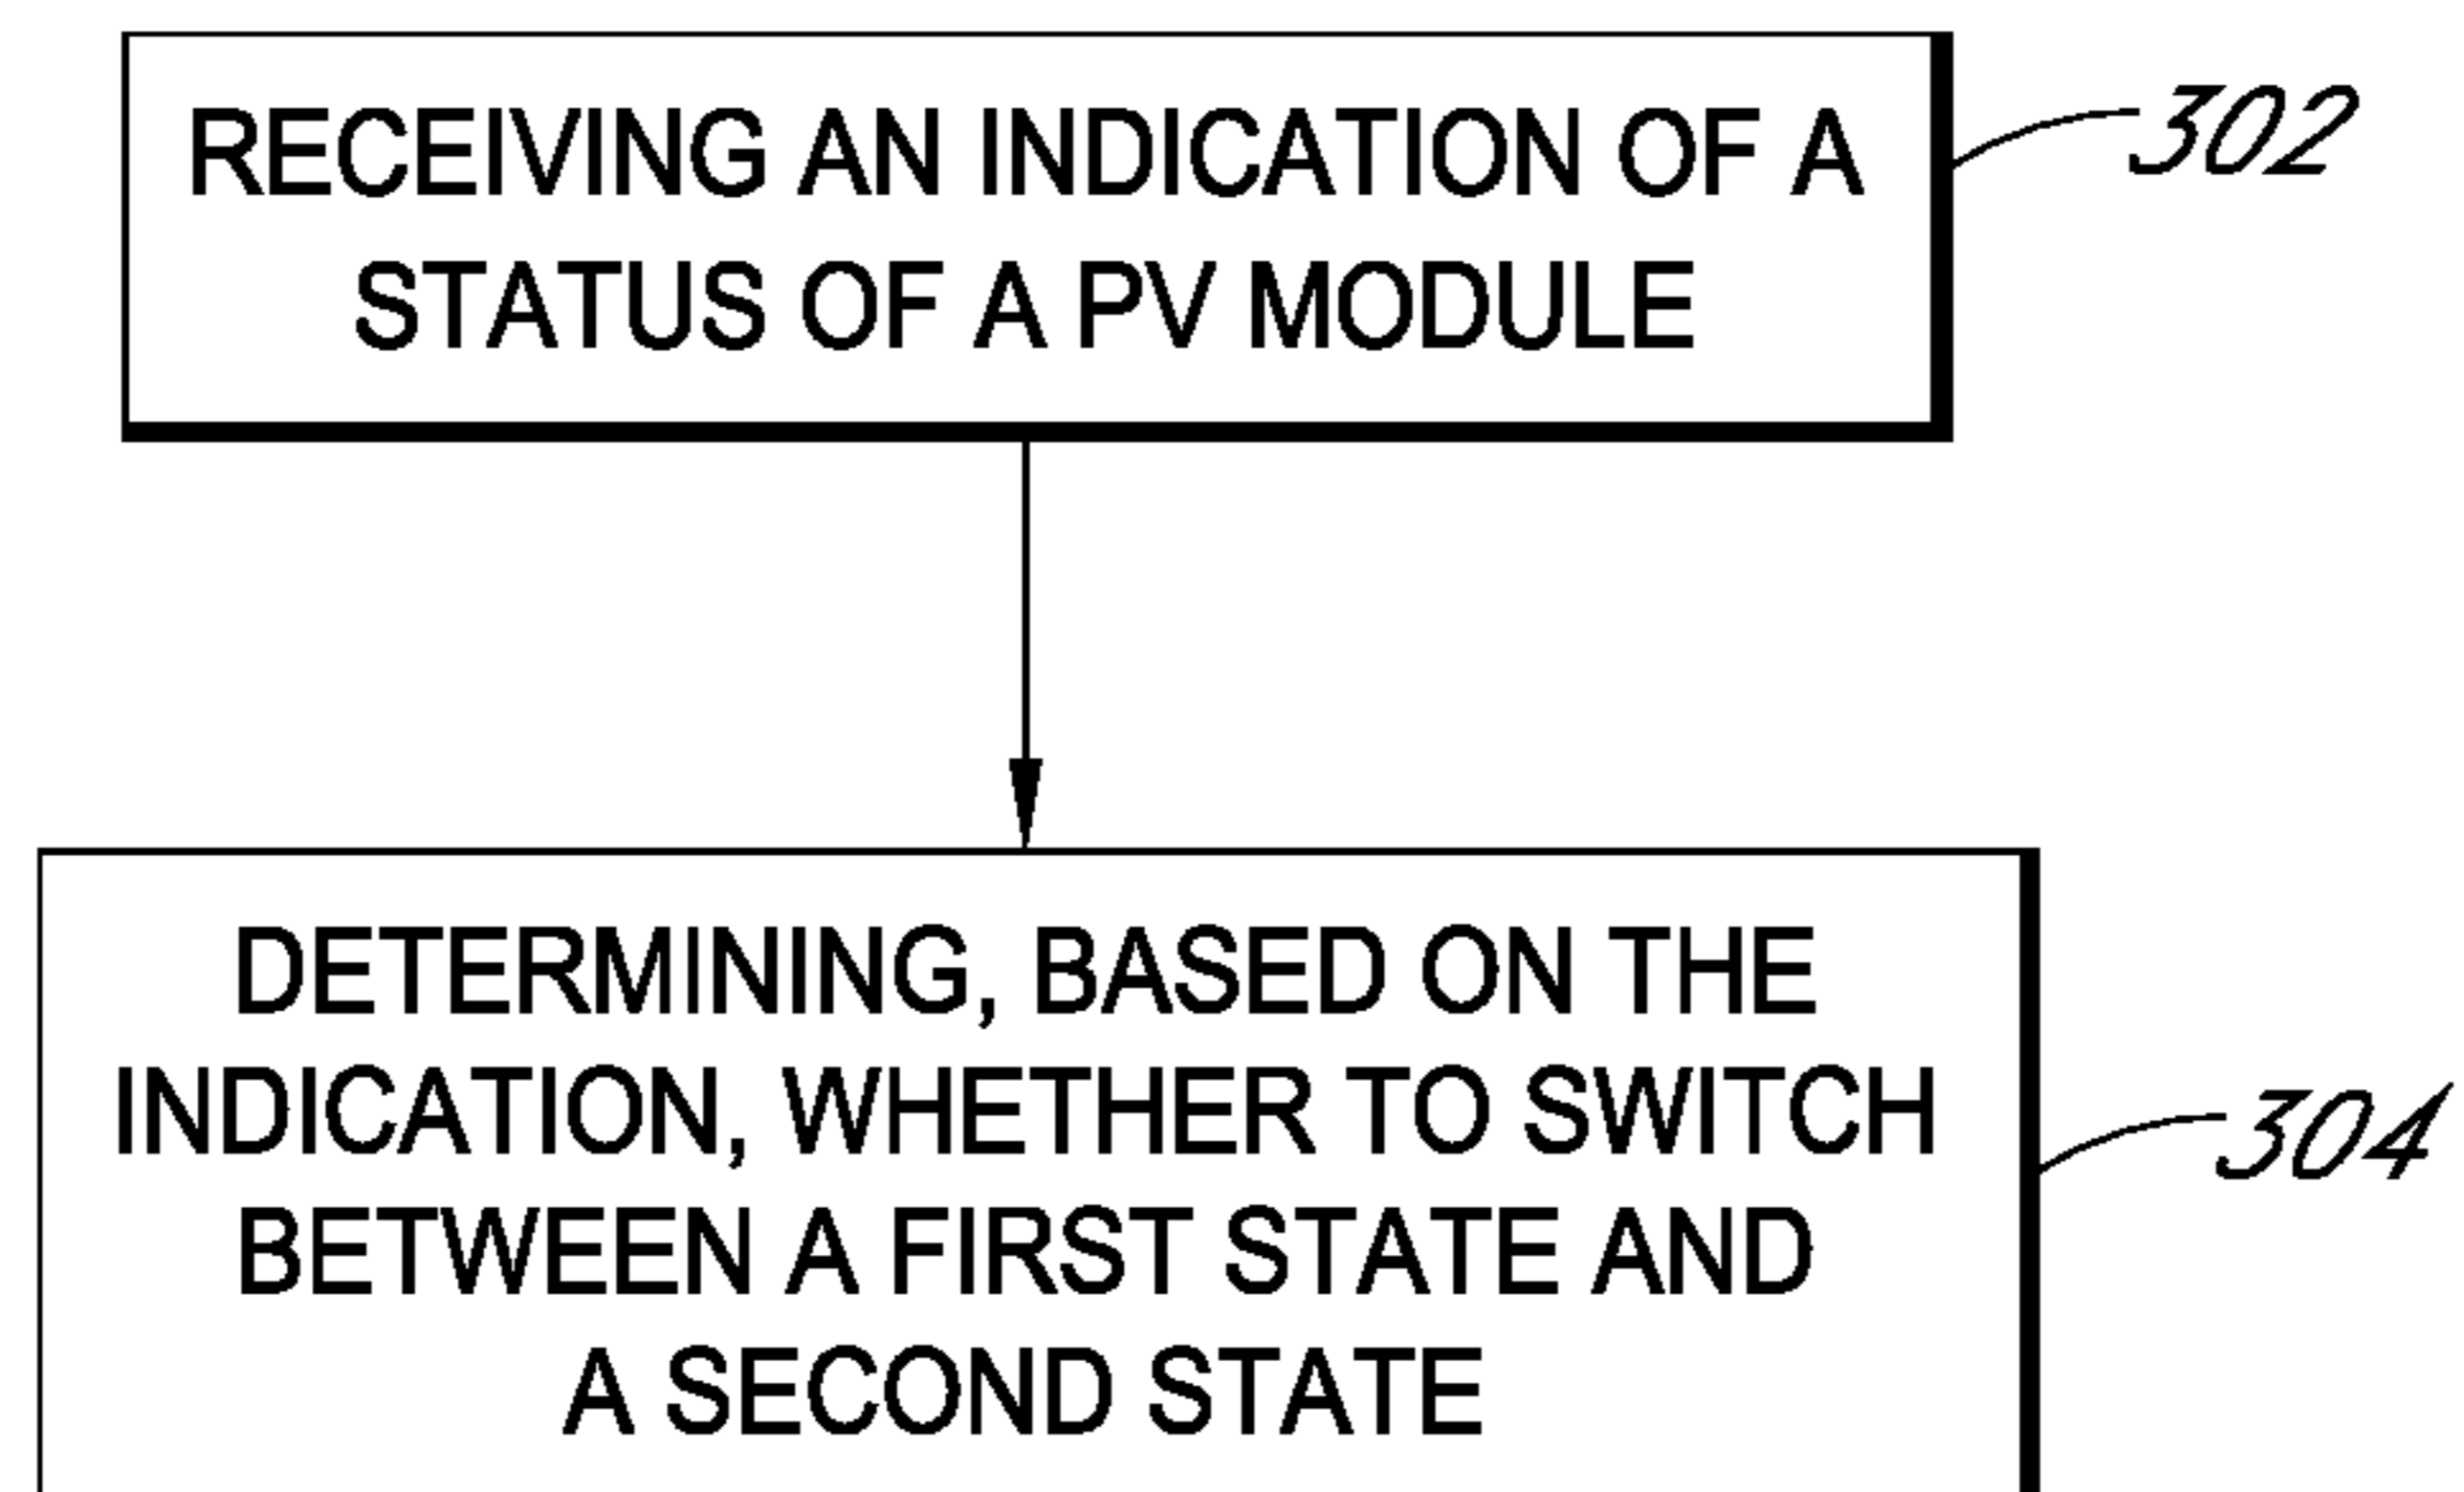 RECEIVING AN INDICATION OF A
STATUS OF A PV MODULE
302
DETERMINING, BASED ON THE
INDICATION, WHETHER TO SWITCH
BETWEEN A FIRST STATE AND
A SECOND STATE
304